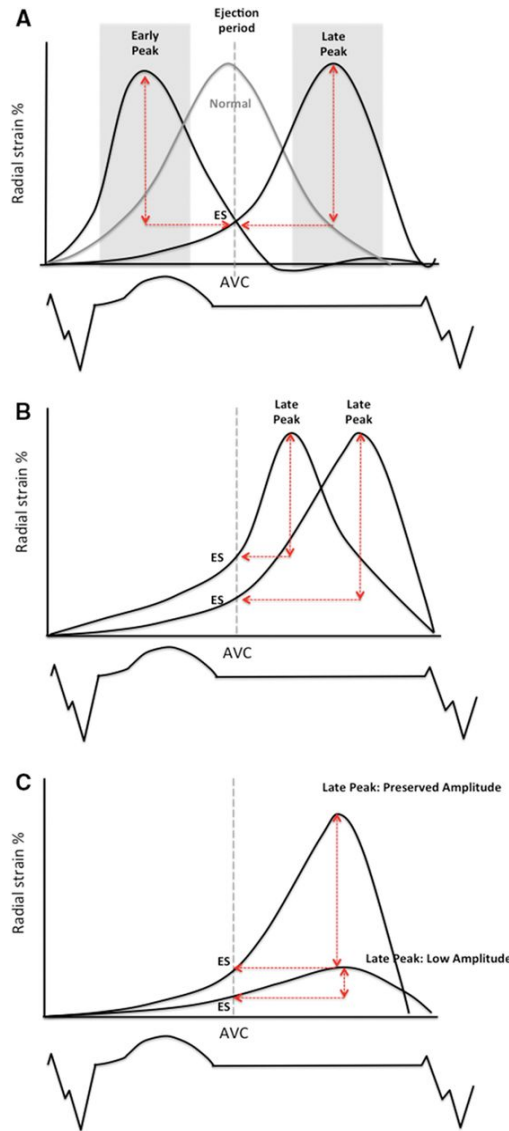 A
Ejection
period
Early
Peak
Late
Peak
Radial strain %
Normal
ES
AVC
B
Late
Peak
Late
Peak
Radial strain %
ES
ES
AVC
C
Late Peak: Preserved Amplitude
Radial strain %
ES
Late Peak: Low Amplitude
ES
AVC